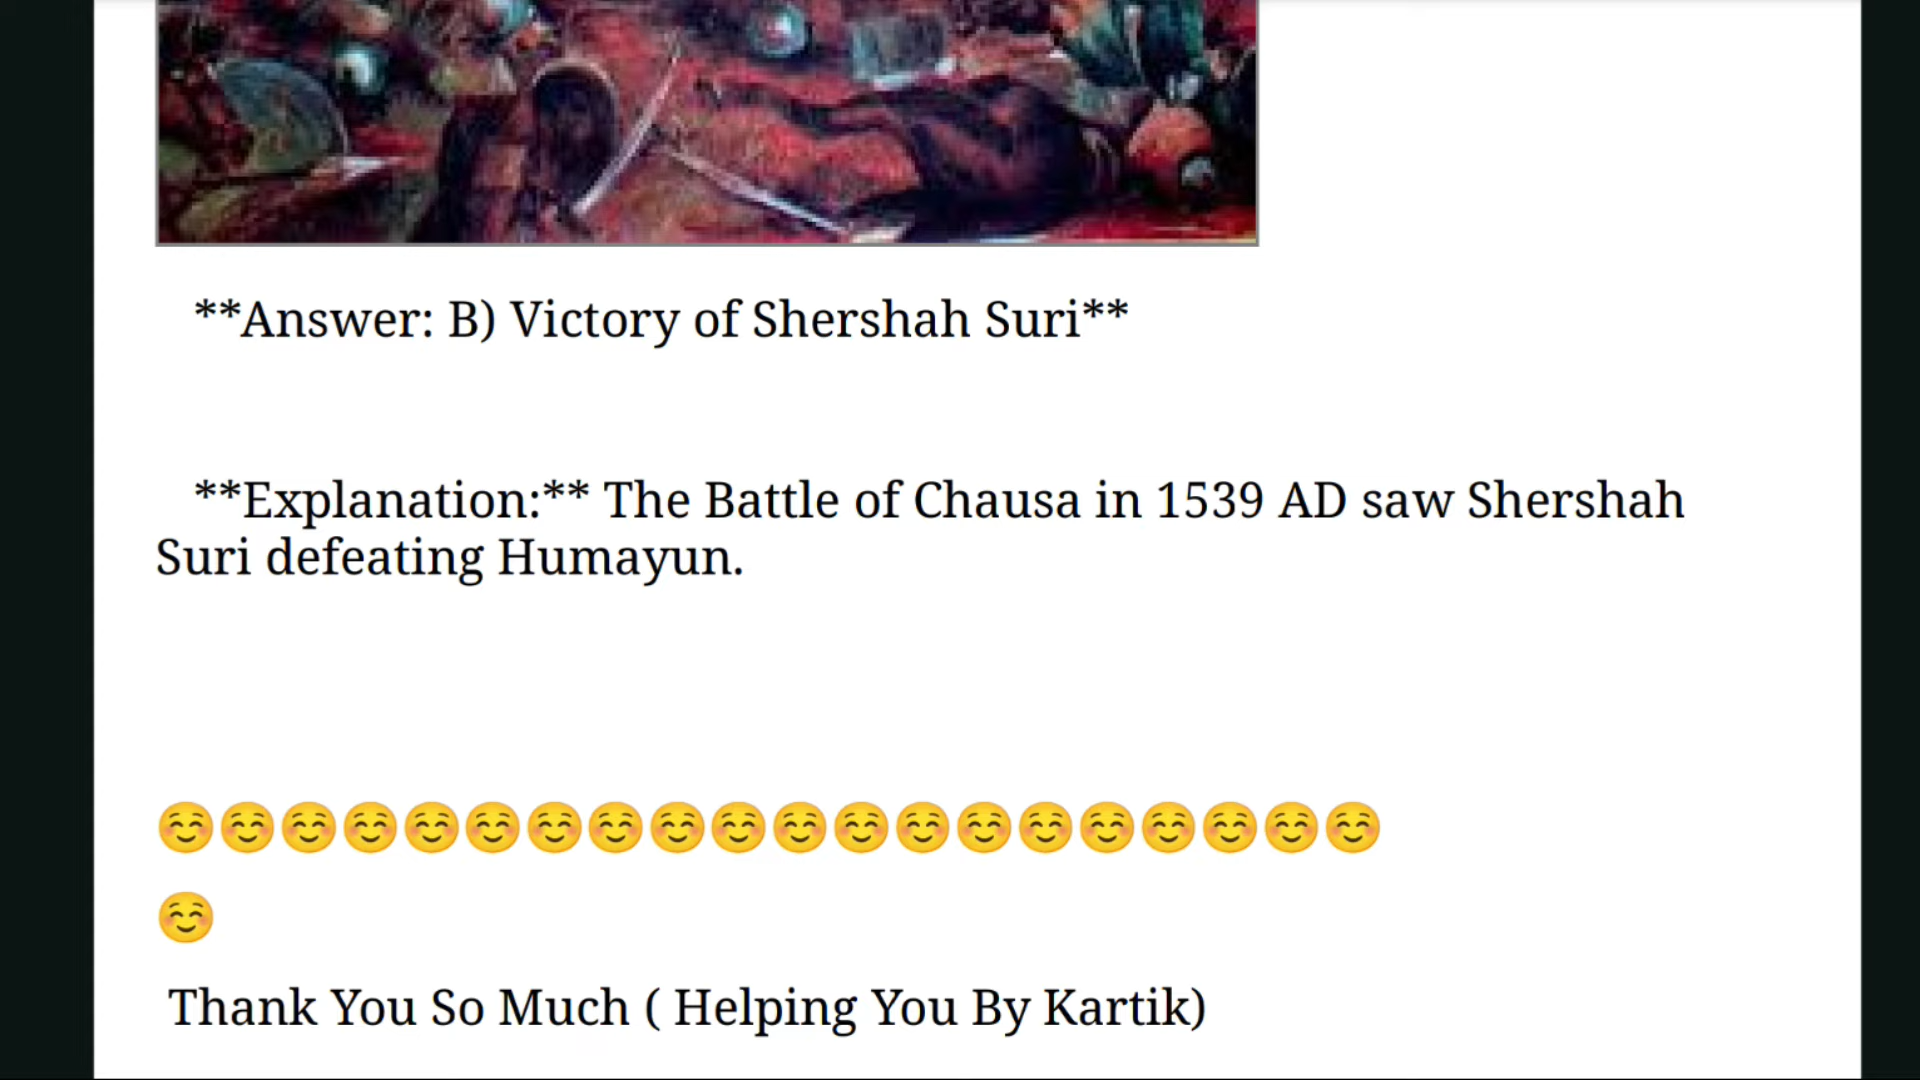 **Answer: B) Victory of Shershah Suri**
**Explanation:** The Battle of Chausa in 1539 AD saw Shershah
Suri defeating Humayun.
☺️☺️☺️☺️☺️☺️☺️☺️☺️☺️☺️☺️☺️☺️☺️☺️☺️☺️☺️☺️
☺️
Thank You So Much ( Helping You By Kartik)